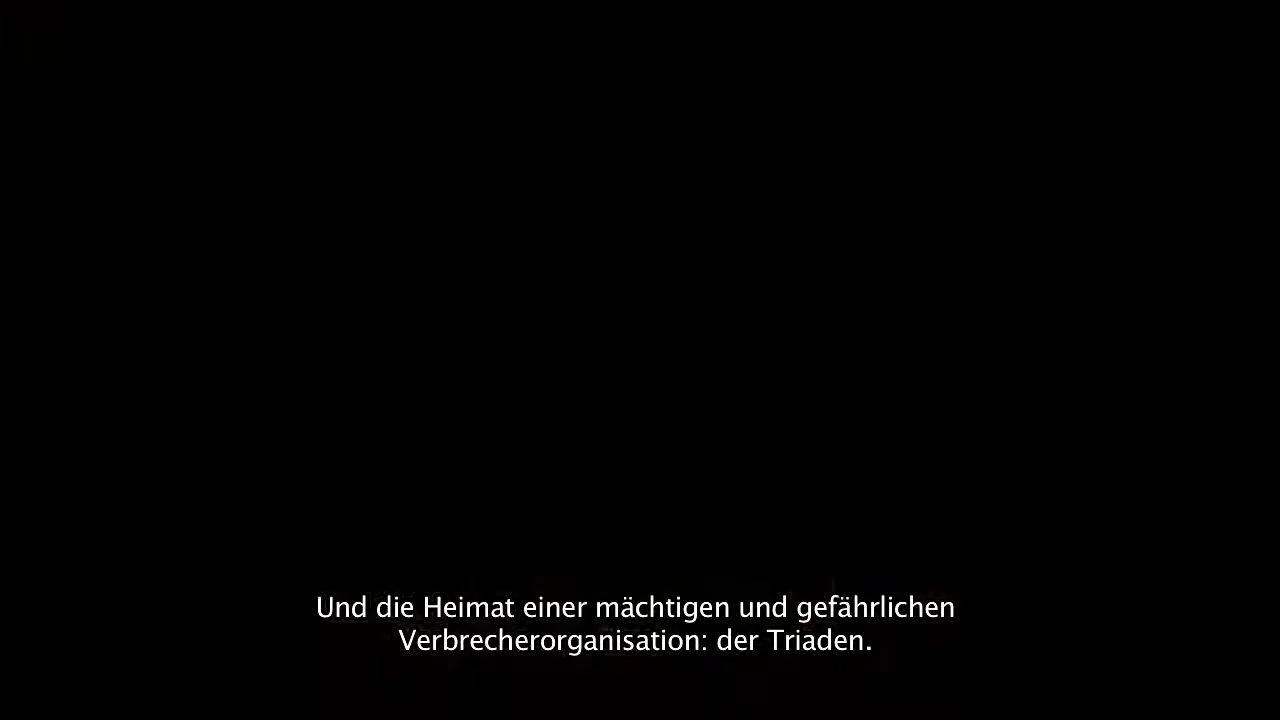 Und die Heimat einer mächtigen und gefährlichen
Verbrecherorganisation: der Triaden.